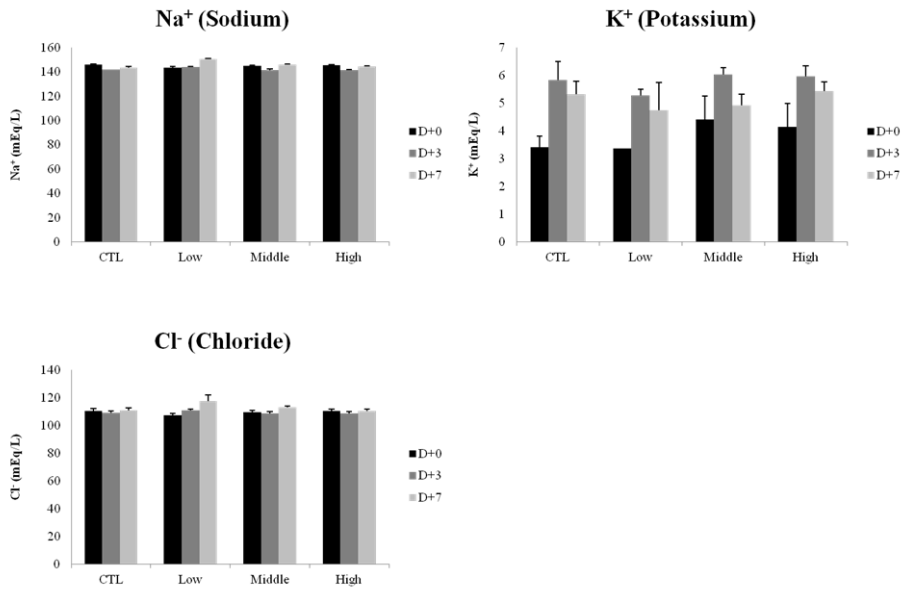 Na⁺ (Sodium)
160
140
120
100
80
60
40
20
0
Na⁺ (mEq/L)
CTL Low Middle High
D+0
D+3
D+7
K⁺ (Potassium)
7
6
5
4
3
2
1
0
K⁺ (mEq/L)
CTL Low Middle High
D+0
D+3
D+7
Cl⁻ (Chloride)
140
120
100
80
60
40
20
0
Cl⁻ (mEq/L)
CTL Low Middle High
D+0
D+3
D+7